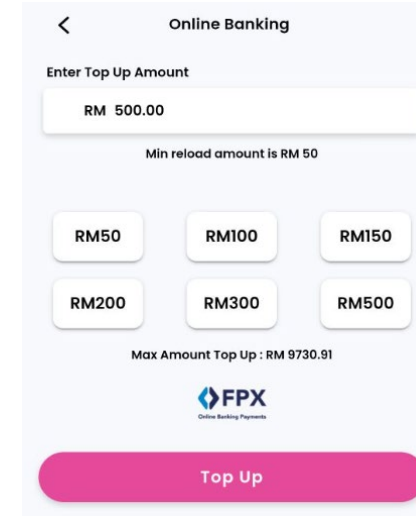 Online Banking
Enter Top Up Amount
RM 500.00
Min reload amount is RM 50
RM50 RM100 RM150
RM200 RM300 RM500
Max Amount Top Up : RM 9730.91
FPX
Online Banking Payments
Top Up